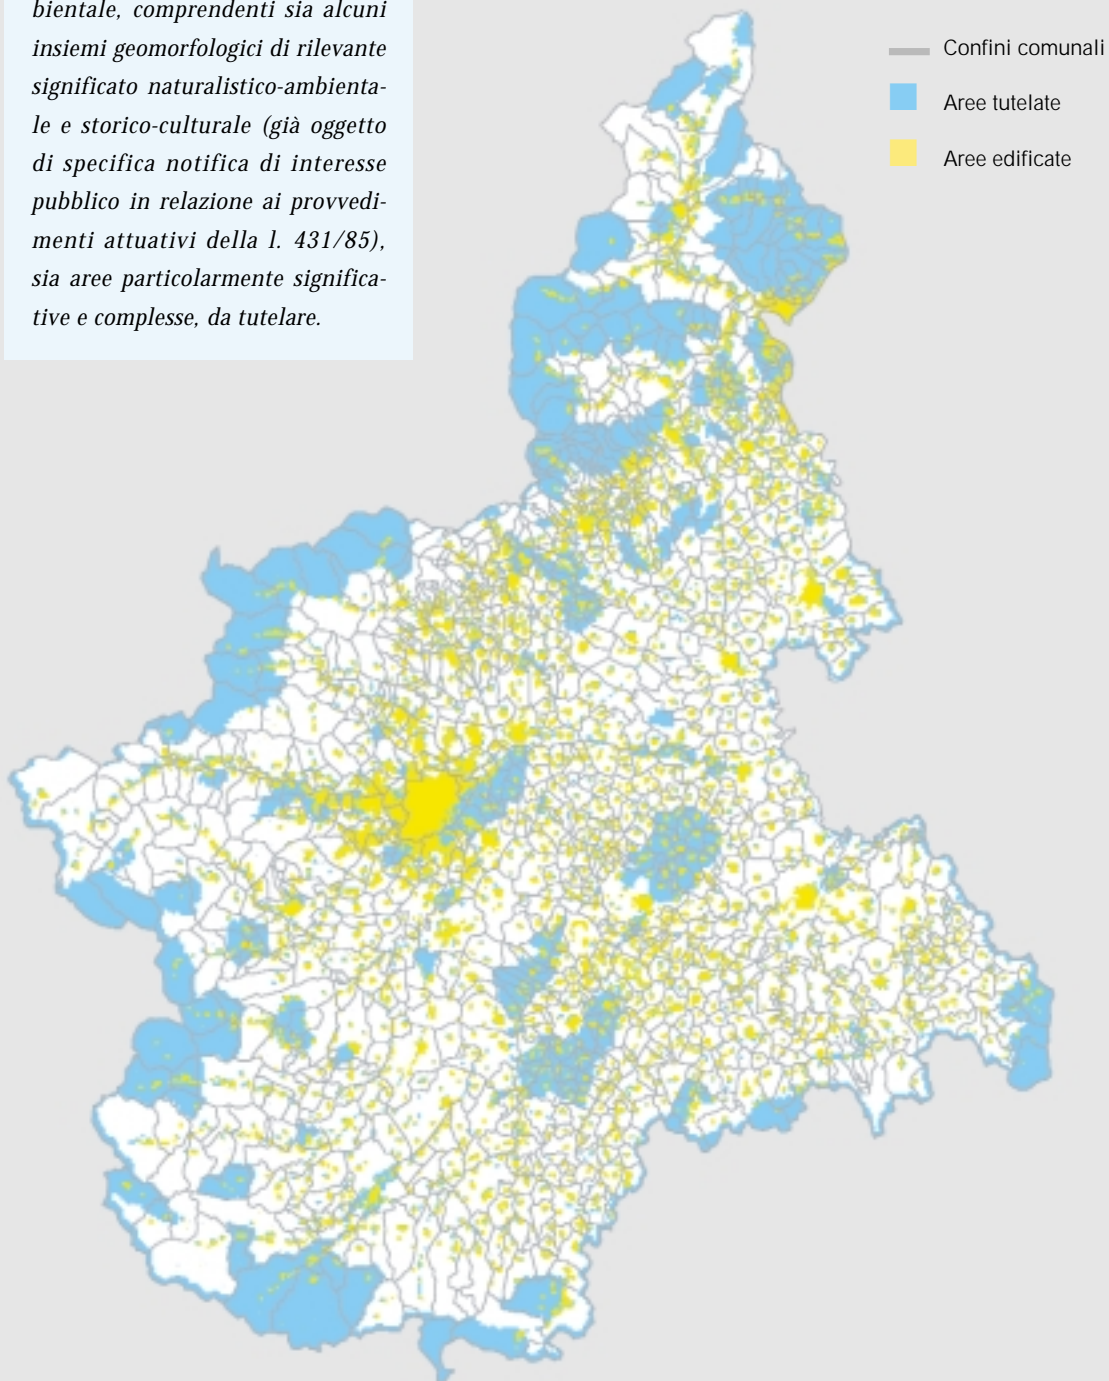 bientale, comprendenti sia alcuni
insiemi geomorfologici di rilevante
significato naturalistico-ambienta-
le e storico-culturale (già oggetto
di specifica notifica di interesse
pubblico in relazione ai provvedi-
menti attuativi della l. 431/85),
sia aree particolarmente significa-
tive e complesse, da tutelare.
Confini comunali
Aree tutelate
Aree edificate